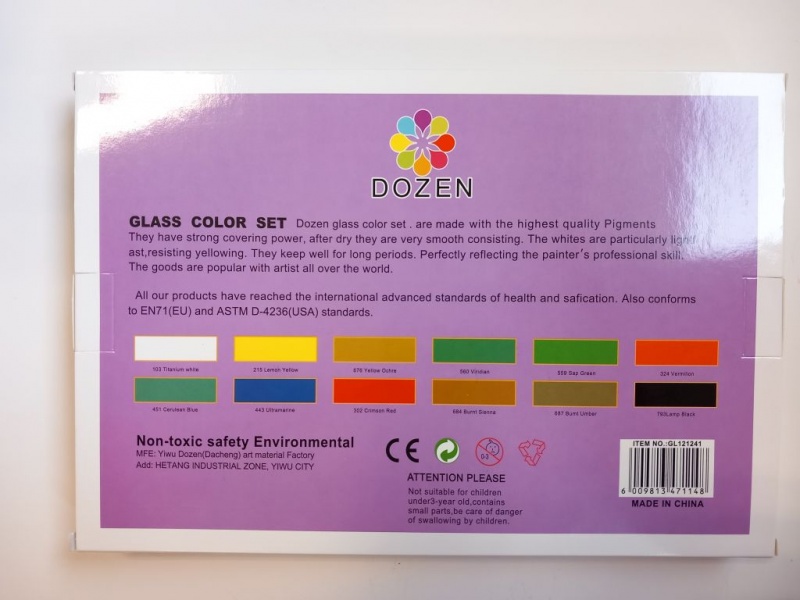 DOZEN
GLASS COLOR SET Dozen glass color set . are made with the highest quality Pigments
They have strong covering power, after dry they are very smooth consisting. The whites are particularly light
ast,resisting yellowing. They keep well for long periods. Perfectly reflecting the painter's professional skill.
The goods are popular with artist all over the world.
All our products have reached the international advanced standards of health and safication. Also conforms
to EN71(EU) and ASTM D-4236(USA) standards.
103 Titanium white
215 Lemon Yellow
676 Yellow Ochre
560 Viridian
559 Sap Green
324 Vermilion
451 Cerulean Blue
443 Ultramarine
302 Crimson Red
684 Burnt Sienna
687 Burnt Umber
793Lamp Black
Non-toxic safety Environmental
MFE: Yiwu Dozen(Dacheng) art material Factory
Add: HETANG INDUSTRIAL ZONE, YIWU CITY
CE
0-3
ATTENTION PLEASE
Not suitable for children
under3-year old,contains
small parts,be care of danger
of swallowing by children.
ITEM NO.:GL121241
6 009813 471148
MADE IN CHINA